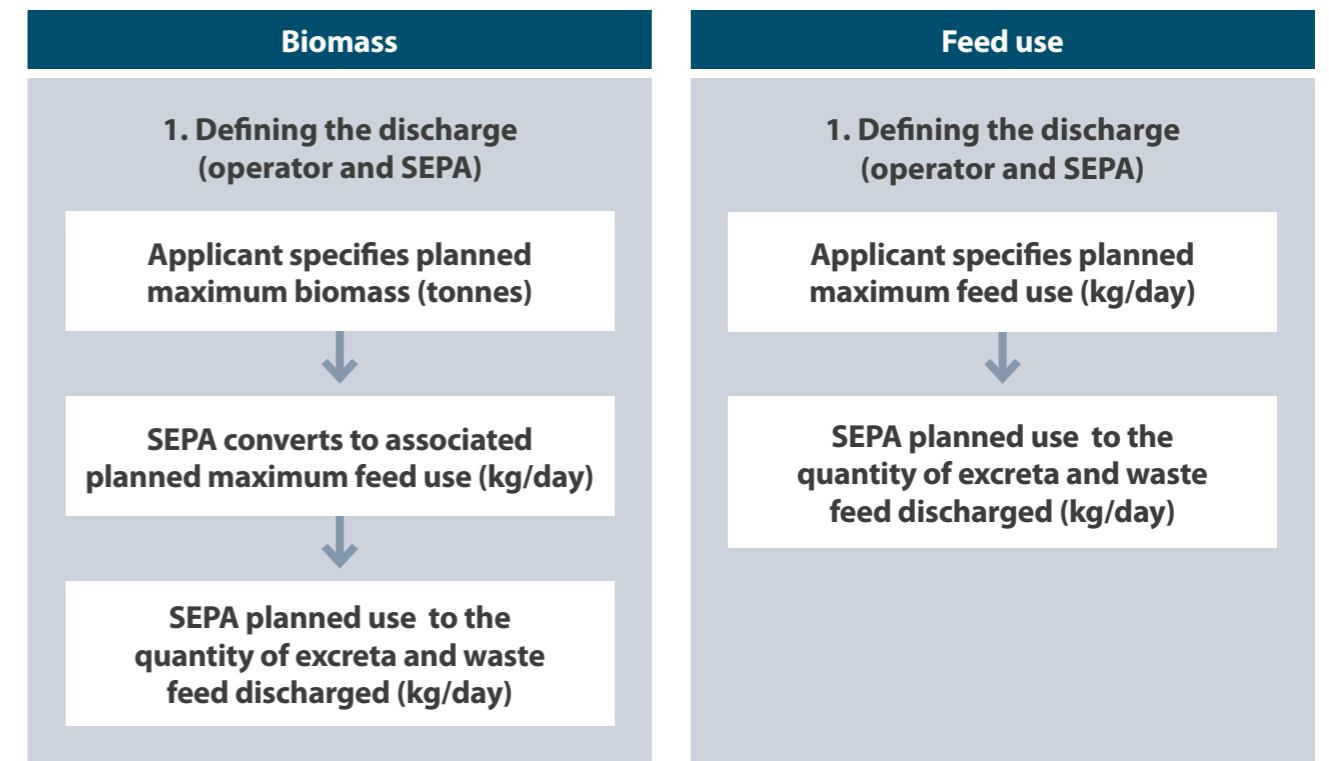 Biomass
1. Defining the discharge
(operator and SEPA)
Applicant specifies planned
maximum biomass (tonnes)
SEPA converts to associated
planned maximum feed use (kg/day)
SEPA planned use  to the
quantity of excreta and waste
feed discharged (kg/day)
Feed use
1. Defining the discharge
(operator and SEPA)
Applicant specifies planned
maximum feed use (kg/day)
SEPA planned use  to the
quantity of excreta and waste
feed discharged (kg/day)